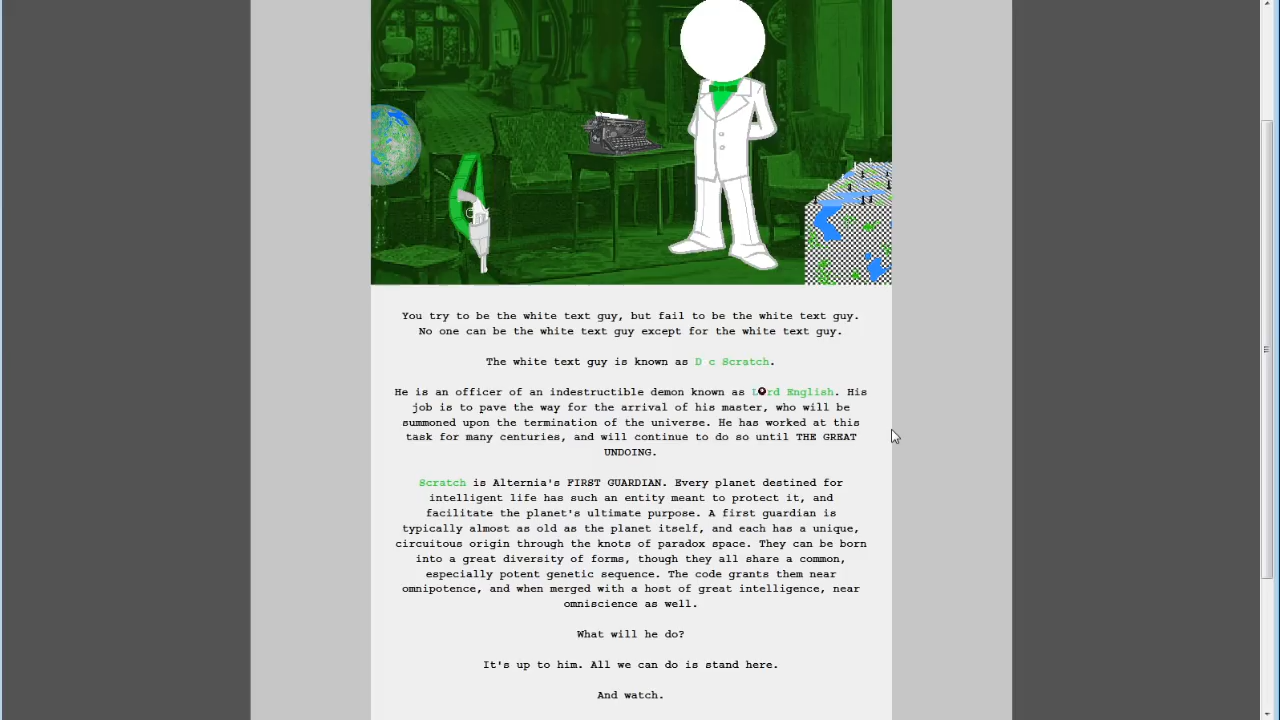 You try to be the white text guy, but fail to be the white text guy.
No one can be the white text guy except for the white text guy.
The white text guy is known as D c Scratch.
He is an officer of an indestructible demon known as Lord English. His
job is to pave the way for the arrival of his master, who will be
summoned upon the termination of the universe. He has worked at this
task for many centuries, and will continue to do so until THE GREAT
UNDOING.
Scratch is Alternia's FIRST GUARDIAN. Every planet destined for
intelligent life has such an entity meant to protect it, and
facilitate the planet's ultimate purpose. A first guardian is
typically almost as old as the planet itself, and each has a unique,
circuitous origin through the knots of paradox space. They can be born
into a great diversity of forms, though they all share a common,
especially potent genetic sequence. The code grants them near
omnipotence, and when merged with a host of great intelligence, near
omniscience as well.
What will he do?
It's up to him. All we can do is stand here.
And watch.